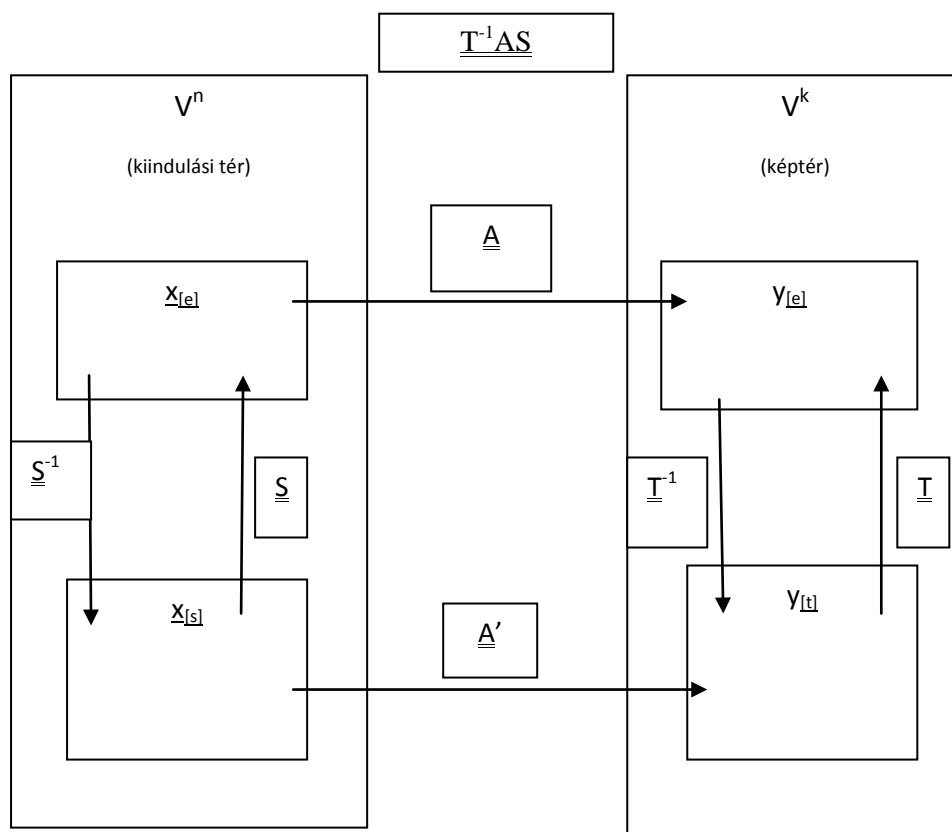 T⁻¹AS
Vⁿ
(kiindulási tér)
Vᵏ
(képtér)
A
x[e]
y[e]
S⁻¹
S
T⁻¹
T
x[s]
A’
y[t]